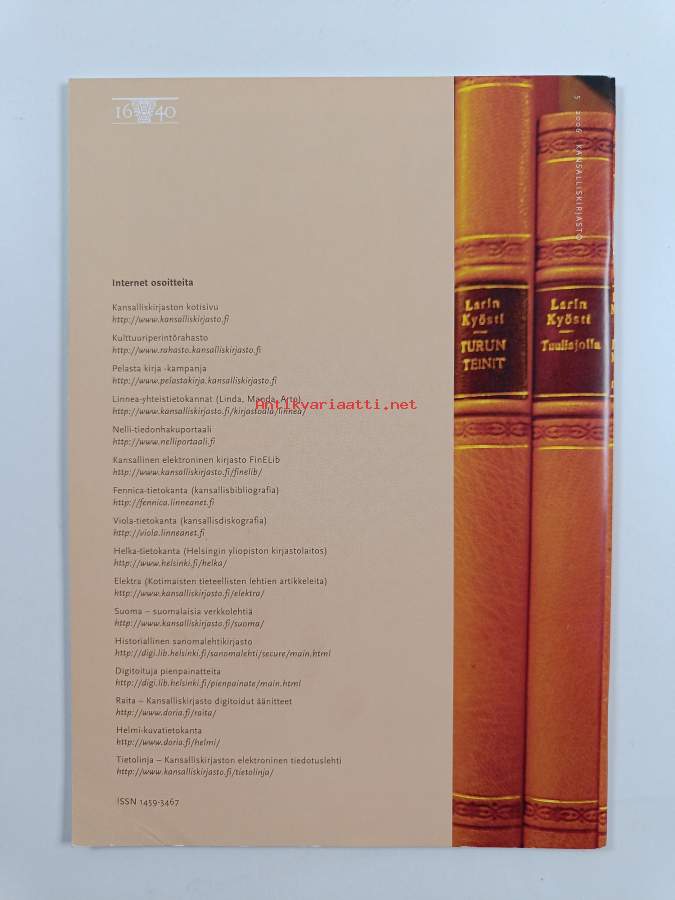 16 40
5 2006 KANSALLISKIRJASTO
Internet osoitteita
Kansalliskirjaston kotisivu
http://www.kansalliskirjasto.fi
Kulttuuriperintörahasto
http://www.rahasto.kansalliskirjasto.fi
Pelasta kirja -kampanja
http://www.pelastakirja.kansalliskirjasto.fi
Linnea-yhteistietokannat (Linda, Manda, Arto)
http://www.kansalliskirjasto.fi/kirjastoala/linnea/
Antikvariaatti.net
Nelli-tiedonhakuportaali
http://www.nelliportaali.fi
Kansallinen elektroninen kirjasto FinELib
http://www.kansalliskirjasto.fi/finelib/
Fennica-tietokanta (kansallisbibliografia)
http://fennica.linneanet.fi
Viola-tietokanta (kansallisdiskografia)
http://viola.linneanet.fi
Helka-tietokanta (Helsingin yliopiston kirjastolaitos)
http://www.helsinki.fi/helka/
Elektra (Kotimaisten tieteellisten lehtien artikkeleita)
http://www.kansalliskirjasto.fi/elektra/
Suoma – suomalaisia verkkolehtiä
http://www.kansalliskirjasto.fi/suoma/
Historiallinen sanomalehtikirjasto
http://digi.lib.helsinki.fi/sanomalehti/secure/main.html
Digitoituja pienpainatteita
http://digi.lib.helsinki.fi/pienpainate/main.html
Raita – Kansalliskirjasto digitoidut äänitteet
http://www.doria.fi/raita/
Helmi-kuvatietokanta
http://www.doria.fi/helmi/
Tietolinja – Kansalliskirjaston elektroninen tiedotuslehti
http://www.kansalliskirjasto.fi/tietolinja/
ISSN 1459-3467
Larin
Kyösti
TURUN
TEINIT
Larin
Kyösti
Tuulisjolla